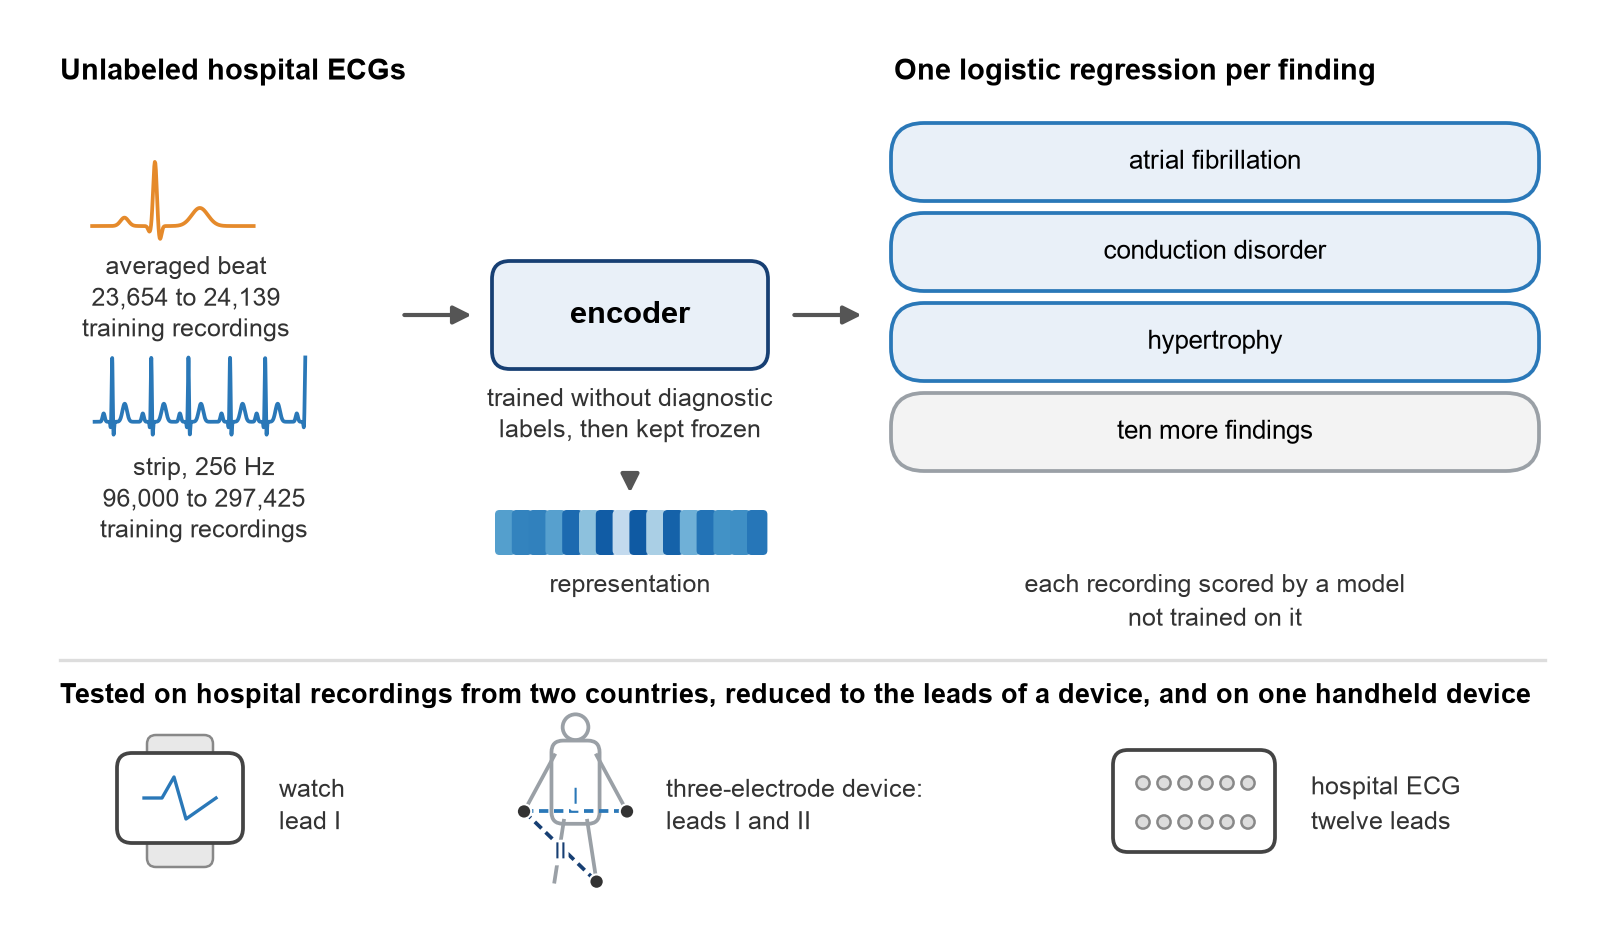 Unlabeled hospital ECGs
averaged beat
23,654 to 24,139
training recordings
strip, 256 Hz
96,000 to 297,425
training recordings
encoder
trained without diagnostic
labels, then kept frozen
representation
One logistic regression per finding
atrial fibrillation
conduction disorder
hypertrophy
ten more findings
each recording scored by a model
not trained on it
Tested on hospital recordings from two countries, reduced to the leads of a device, and on one handheld device
watch
lead I
I
II
three-electrode device:
leads I and II
hospital ECG
twelve leads